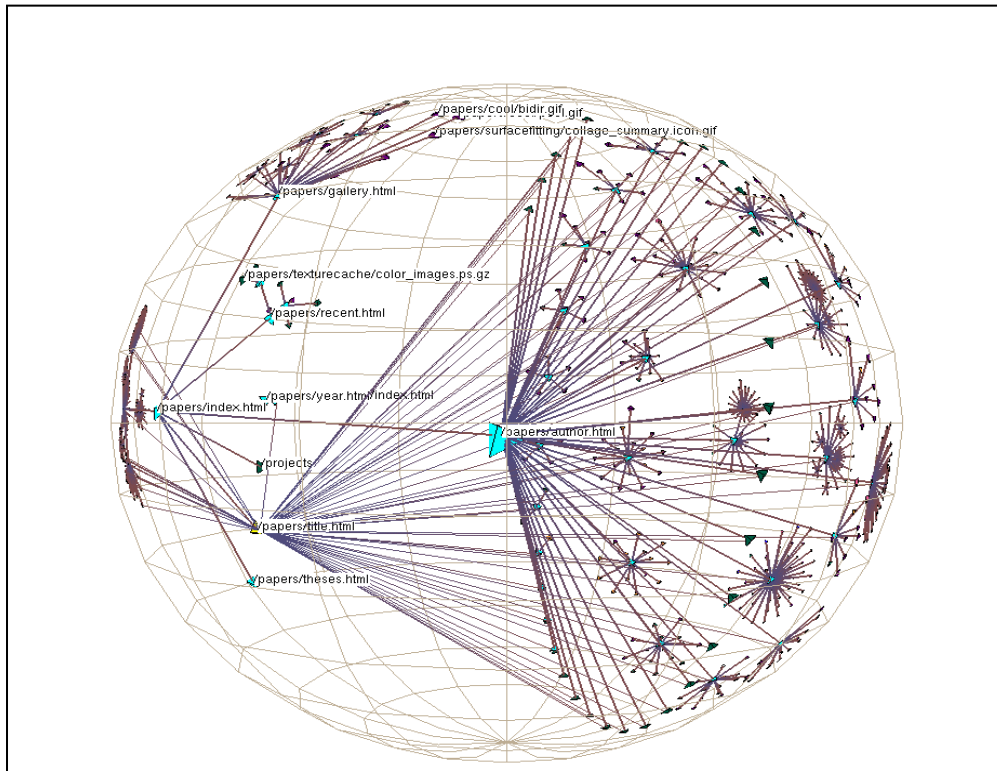 /papers/cool/bidir.gif
/papers/surfacefitting/collage_summary.icon.gif
/papers/gallery.html
/papers/texturecache/color_images.ps.gz
/papers/recent.html
/papers/year.html
/index.html
/papers/index.html
/papers/author.html
/projects
/papers/title.html
/papers/theses.html